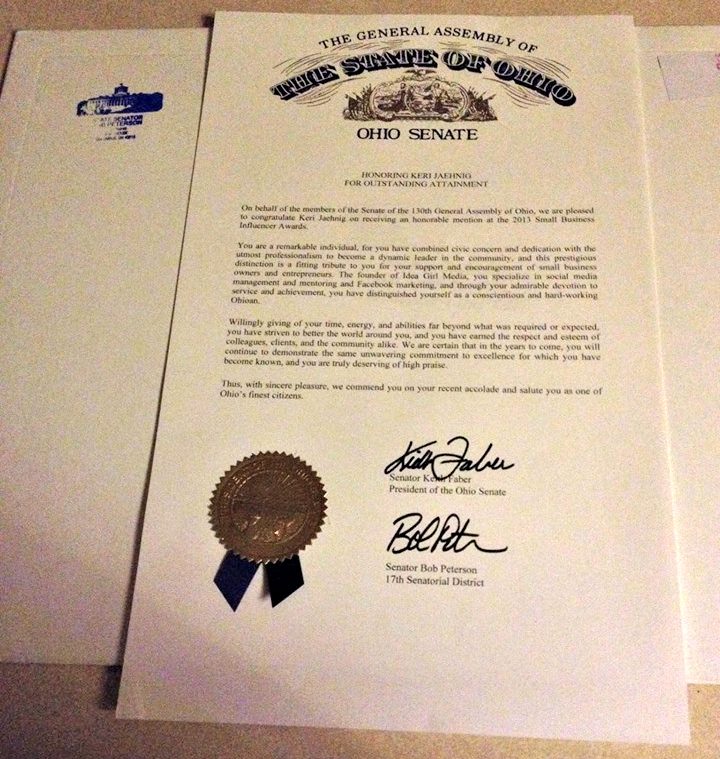 THE GENERAL ASSEMBLY OF
THE STATE OF OHIO
OHIO SENATE
HONORING KERI JAEHNIG
FOR OUTSTANDING ATTAINMENT
On behalf of the members of the Senate of the 130th General Assembly of Ohio, we are pleased
to congratulate Keri Jaehnig on receiving an honorable mention at the 2013 Small Business
Influencer Awards.
You are a remarkable individual, for you have combined civic concern and dedication with the
utmost professionalism to become a dynamic leader in the community, and this prestigious
distinction is a fitting tribute to you for your support and encouragement of small business
owners and entrepreneurs. The founder of Idea Girl Media, you specialize in social media
management and mentoring and Facebook marketing, and through your admirable devotion to
service and achievement, you have distinguished yourself as a conscientious and hard-working
Ohioan.
Willingly giving of your time, energy, and abilities far beyond what was required or expected,
you have striven to better the world around you, and you have earned the respect and esteem of
colleagues, clients, and the community alike. We are certain that in the years to come, you will
continue to demonstrate the same unwavering commitment to excellence for which you have
become known, and you are truly deserving of high praise.
Thus, with sincere pleasure, we commend you on your recent accolade and salute you as one of
Ohio's finest citizens.
Keith Faber
Senator Keith Faber
President of the Ohio Senate
Bob Peterson
Senator Bob Peterson
17th Senatorial District
SENATOR
PETERSON